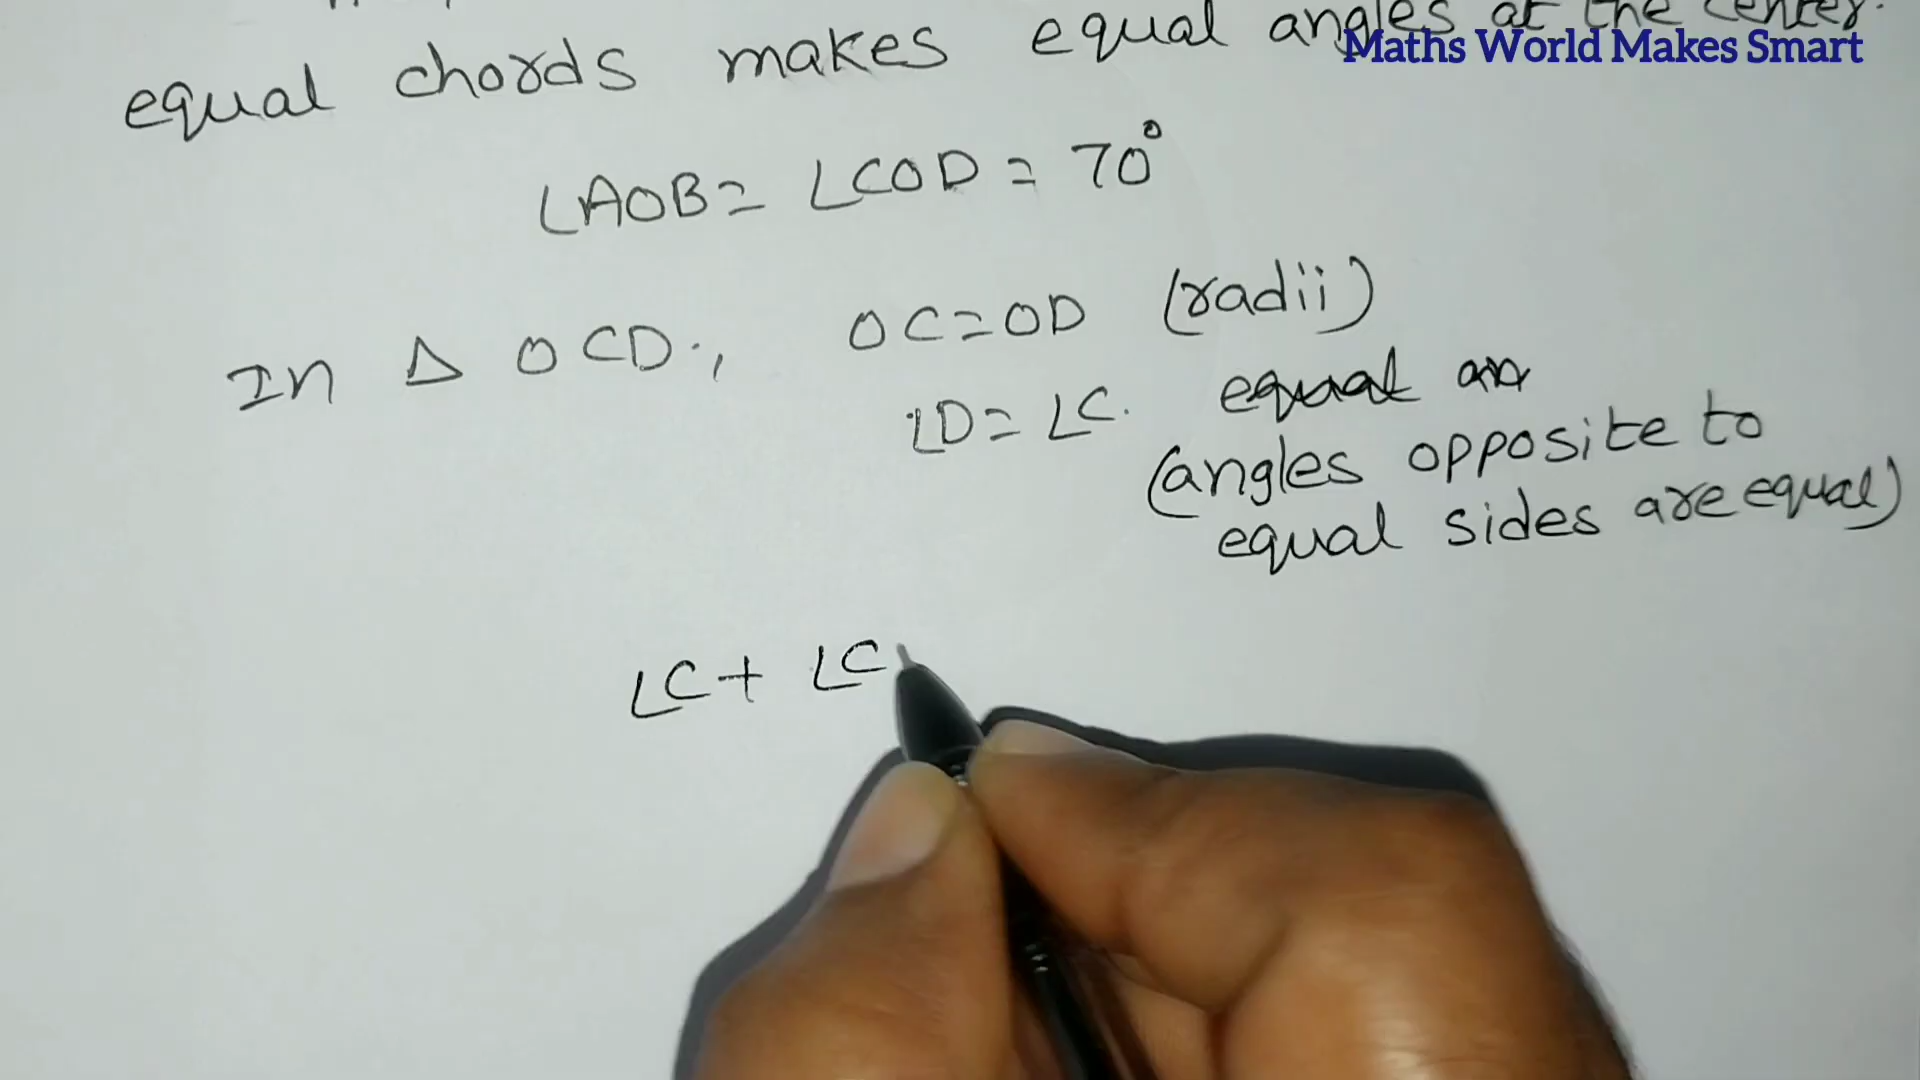 equal angles at the center.
Maths World Makes Smart
equal chords makes
∠AOB = ∠COD = 70°
In △ OCD., OC=OD (radii)
∠D = ∠C. equal an
(angles opposite to
equal sides are equal)
∠C + ∠C